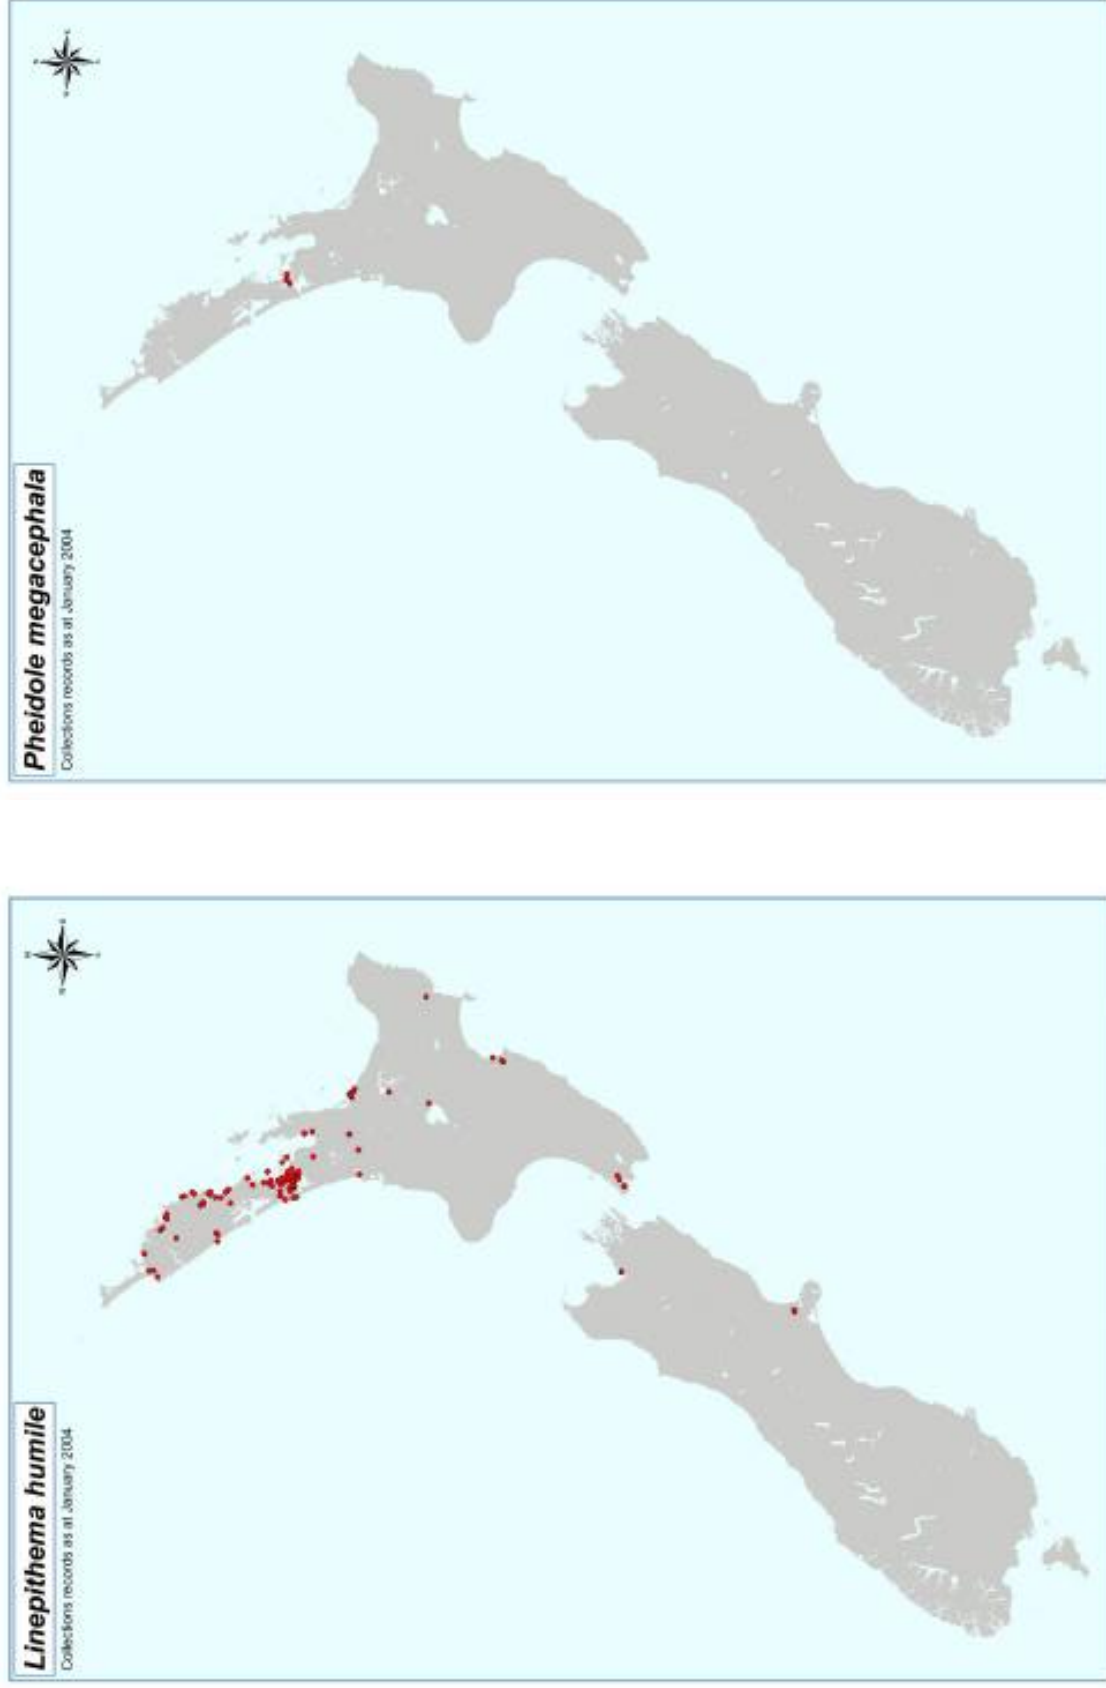 Pheidole megacephala
Collections records as at January 2004
Linepithema humile
Collections records as at January 2004